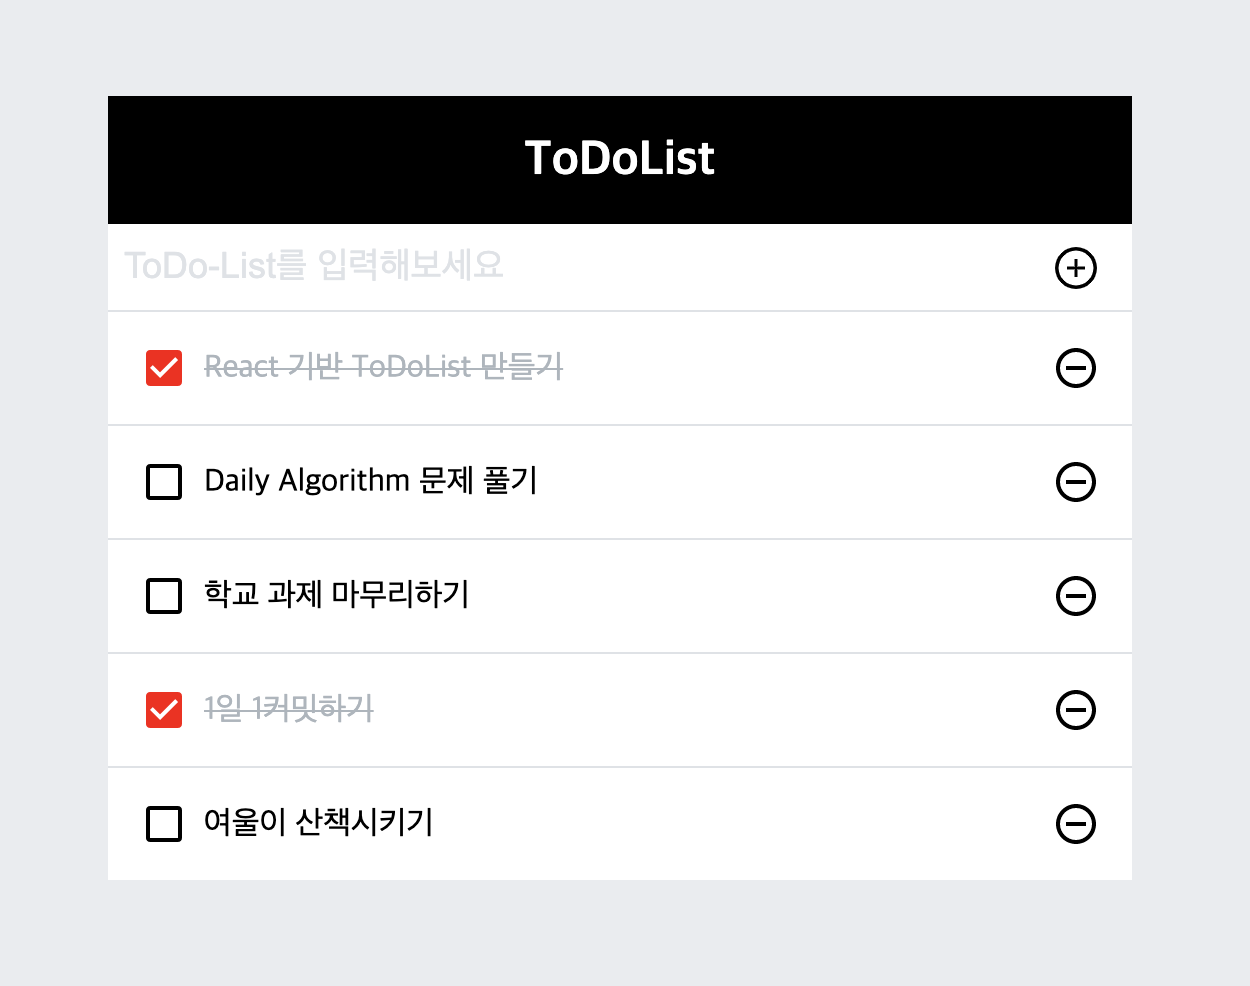 ToDoList
ToDo-List를 입력해보세요
React 기반 ToDoList 만들기
Daily Algorithm 문제 풀기
학교 과제 마무리하기
1일 1커밋하기
여울이 산책시키기